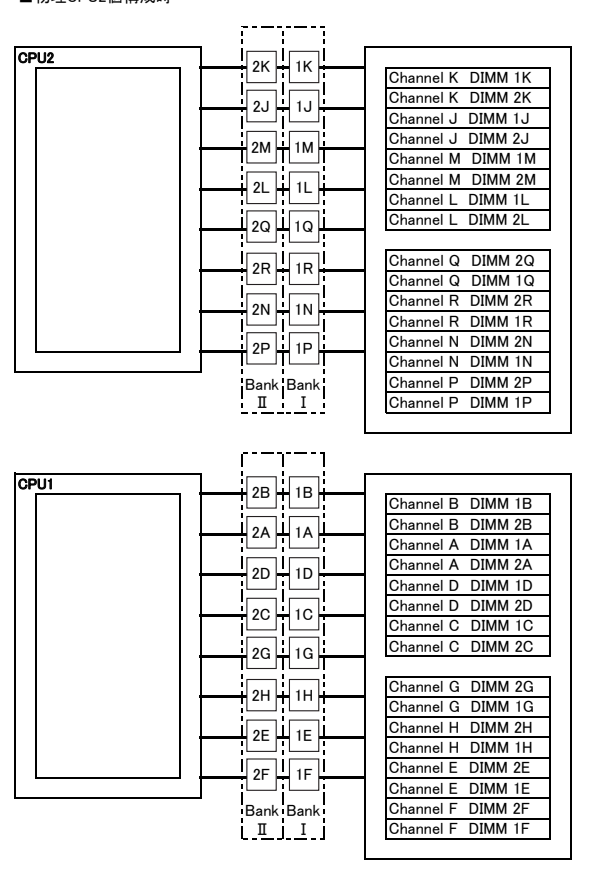 CPU2
2K 1K
2J 1J
2M 1M
2L 1L
2Q 1Q
2R 1R
2N 1N
2P 1P
Bank Bank
Ⅱ Ⅰ
Channel K DIMM 1K
Channel K DIMM 2K
Channel J DIMM 1J
Channel J DIMM 2J
Channel M DIMM 1M
Channel M DIMM 2M
Channel L DIMM 1L
Channel L DIMM 2L
Channel Q DIMM 2Q
Channel Q DIMM 1Q
Channel R DIMM 2R
Channel R DIMM 1R
Channel N DIMM 2N
Channel N DIMM 1N
Channel P DIMM 2P
Channel P DIMM 1P
CPU1
2B 1B
2A 1A
2D 1D
2C 1C
2G 1G
2H 1H
2E 1E
2F 1F
Bank Bank
Ⅱ Ⅰ
Channel B DIMM 1B
Channel B DIMM 2B
Channel A DIMM 1A
Channel A DIMM 2A
Channel D DIMM 1D
Channel D DIMM 2D
Channel C DIMM 1C
Channel C DIMM 2C
Channel G DIMM 2G
Channel G DIMM 1G
Channel H DIMM 2H
Channel H DIMM 1H
Channel E DIMM 2E
Channel E DIMM 1E
Channel F DIMM 2F
Channel F DIMM 1F